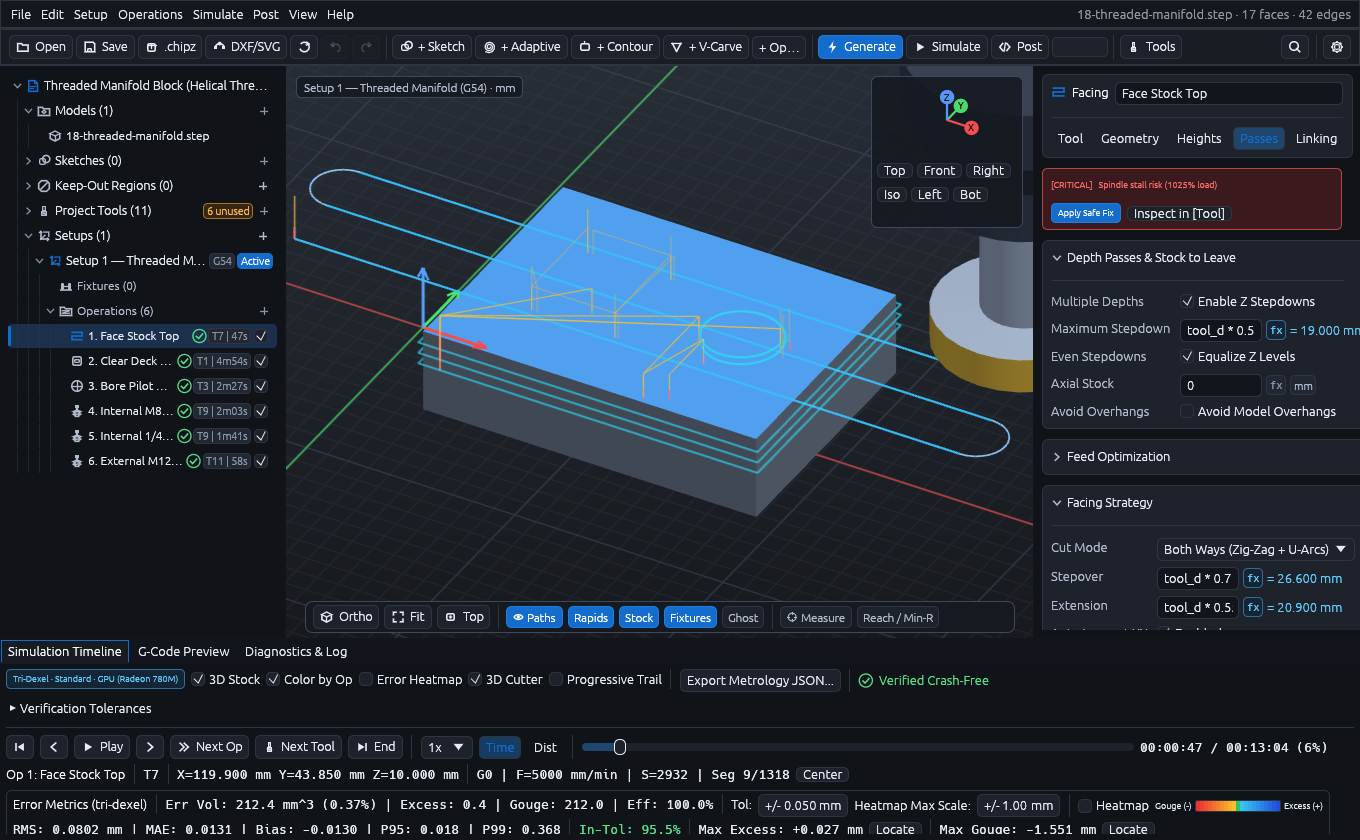 File Edit Setup Operations Simulate Post View Help
18-threaded-manifold.step · 17 faces · 42 edges
Open Save .chipz DXF/SVG + Sketch + Adaptive + Contour + V-Carve + Op... Generate Simulate Post Tools
Threaded Manifold Block (Helical Thre...
Models (1)
18-threaded-manifold.step
Sketches (0)
Keep-Out Regions (0)
Project Tools (11) 6 unused
Setups (1)
Setup 1 — Threaded M... G54 Active
Fixtures (0)
Operations (6)
1. Face Stock Top T7 | 47s
2. Clear Deck ... T1 | 4m54s
3. Bore Pilot ... T3 | 2m27s
4. Internal M8... T9 | 2m03s
5. Internal 1/4... T9 | 1m41s
6. External M12... T11 | 58s
Setup 1 — Threaded Manifold (G54) · mm
Z
Y
X
Top Front Right
Iso Left Bot
Ortho Fit Top Paths Rapids Stock Fixtures Ghost Measure Reach / Min-R
Facing Face Stock Top
Tool Geometry Heights Passes Linking
[CRITICAL] Spindle stall risk (1025% load)
Apply Safe Fix Inspect in [Tool]
Depth Passes & Stock to Leave
Multiple Depths Enable Z Stepdowns
Maximum Stepdown tool_d * 0.5 fx = 19.000 mm
Even Stepdowns Equalize Z Levels
Axial Stock 0 fx mm
Avoid Overhangs Avoid Model Overhangs
Feed Optimization
Facing Strategy
Cut Mode Both Ways (Zig-Zag + U-Arcs)
Stepover tool_d * 0.7 fx = 26.600 mm
Extension tool_d * 0.5. fx = 20.900 mm
Simulation Timeline G-Code Preview Diagnostics & Log
Tri-Dexel · Standard · GPU (Radeon 780M) 3D Stock Color by Op Error Heatmap 3D Cutter Progressive Trail Export Metrology JSON... Verified Crash-Free
Verification Tolerances
Play Next Op Next Tool End 1x Time Dist 00:00:47 / 00:13:04 (6%)
Op 1: Face Stock Top T7 X=119.900 mm Y=43.850 mm Z=10.000 mm G0 | F=5000 mm/min | S=2932 | Seg 9/1318 Center
Error Metrics (tri-dexel) Err Vol: 212.4 mm^3 (0.37%) | Excess: 0.4 | Gouge: 212.0 | Eff: 100.0% Tol: +/- 0.050 mm Heatmap Max Scale: +/- 1.00 mm Heatmap Gouge (-) Excess (+)
RMS: 0.0802 mm | MAE: 0.0131 | Bias: -0.0130 | P95: 0.018 | P99: 0.368 In-Tol: 95.5% Max Excess: +0.027 mm Locate Max Gouge: -1.551 mm Locate